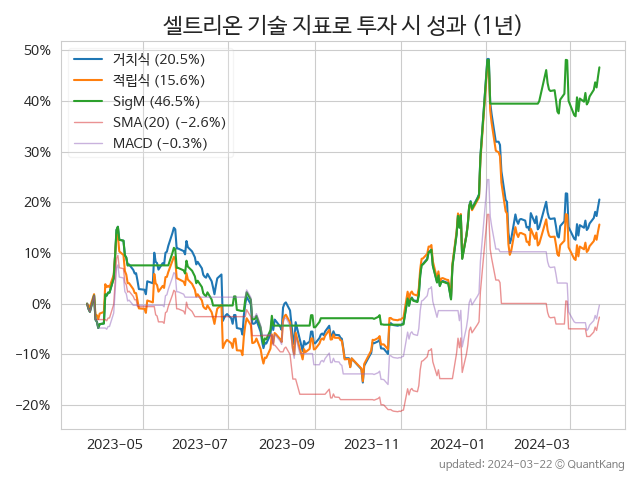 셀트리온 기술 지표로 투자 시 성과 (1년)
50%
40%
30%
20%
10%
0%
−10%
−20%
거치식 (20.5%)
적립식 (15.6%)
SigM (46.5%)
SMA(20) (−2.6%)
MACD (−0.3%)
2023-05 2023-07 2023-09 2023-11 2024-01 2024-03
updated: 2024-03-22 © QuantKang